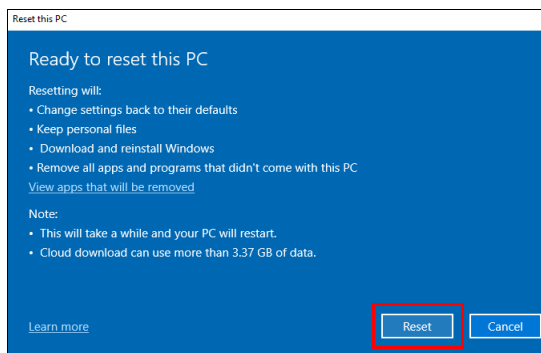 Reset this PC
Ready to reset this PC
Resetting will:
• Change settings back to their defaults
• Keep personal files
• Download and reinstall Windows
• Remove all apps and programs that didn't come with this PC
View apps that will be removed
Note:
• This will take a while and your PC will restart.
• Cloud download can use more than 3.37 GB of data.
Learn more
Reset
Cancel